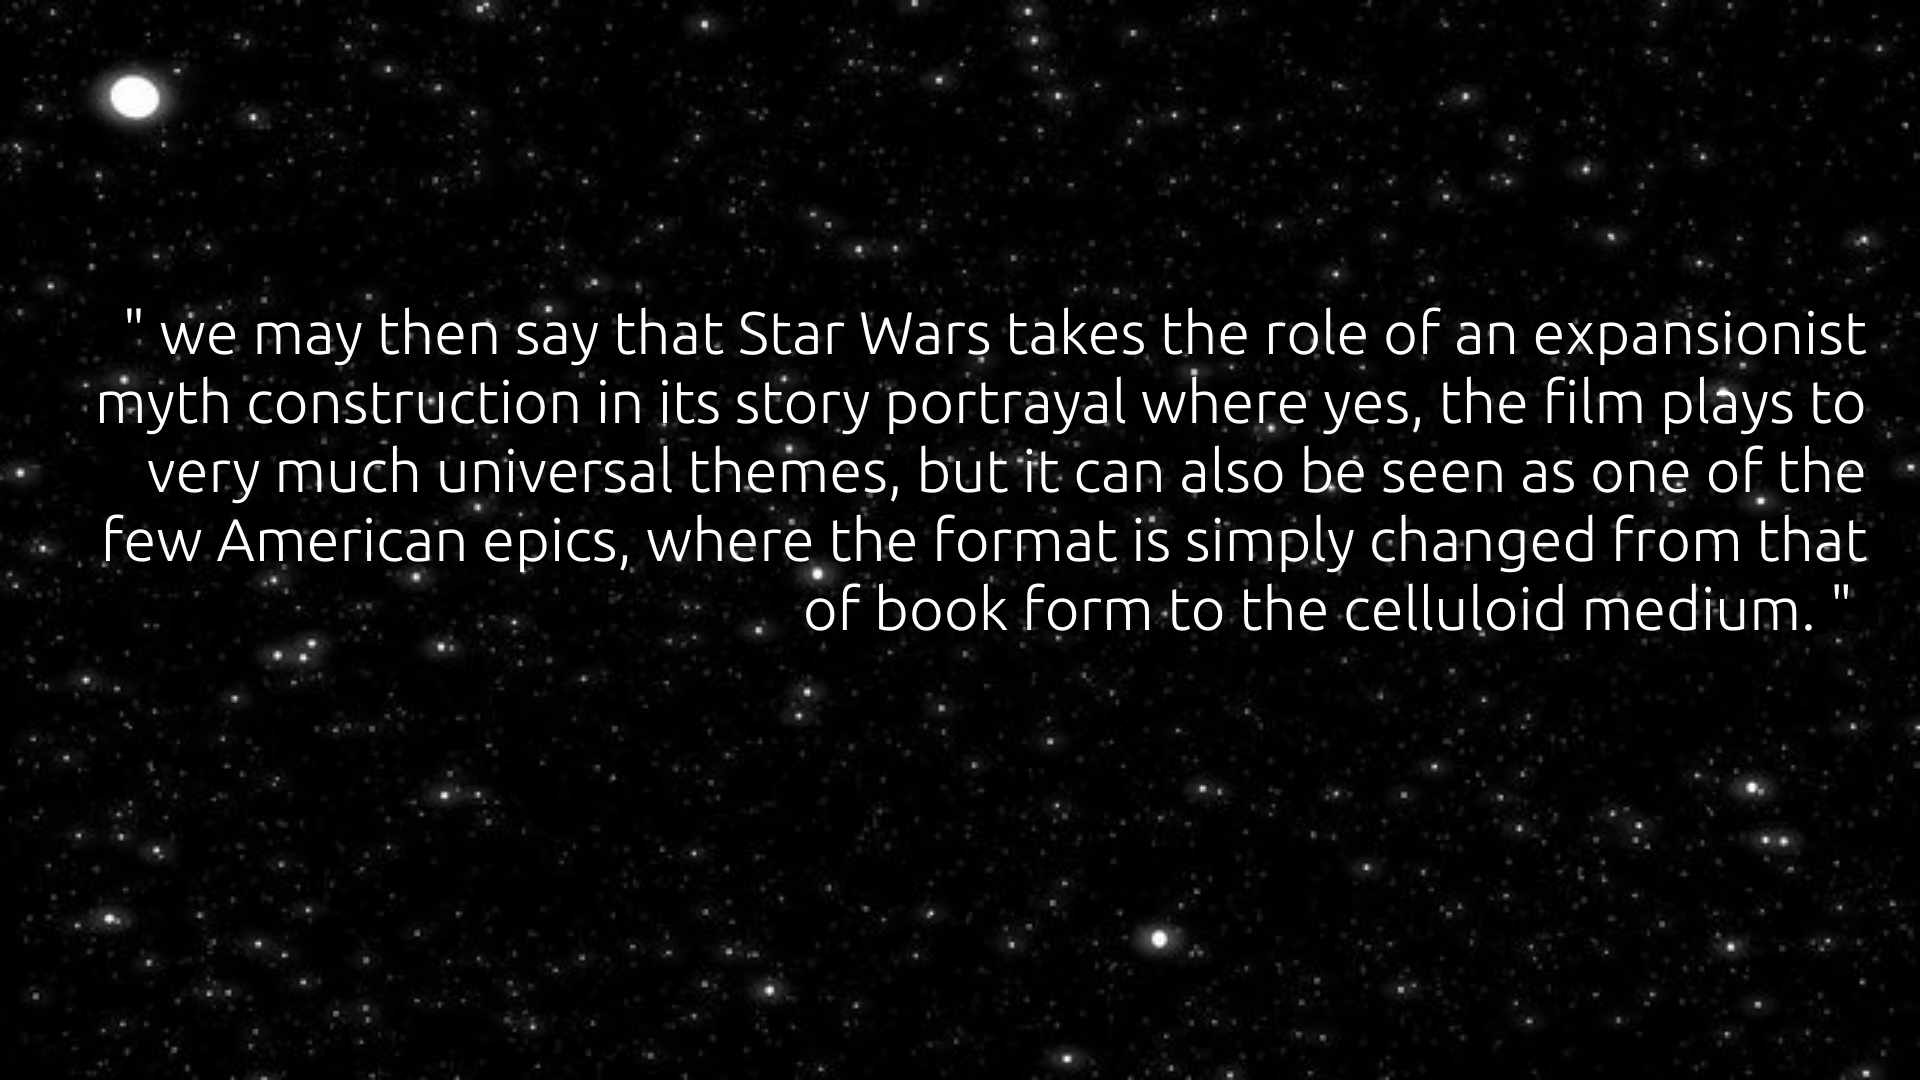 " we may then say that Star Wars takes the role of an expansionist
myth construction in its story portrayal where yes, the film plays to
very much universal themes, but it can also be seen as one of the
few American epics, where the format is simply changed from that
of book form to the celluloid medium. "